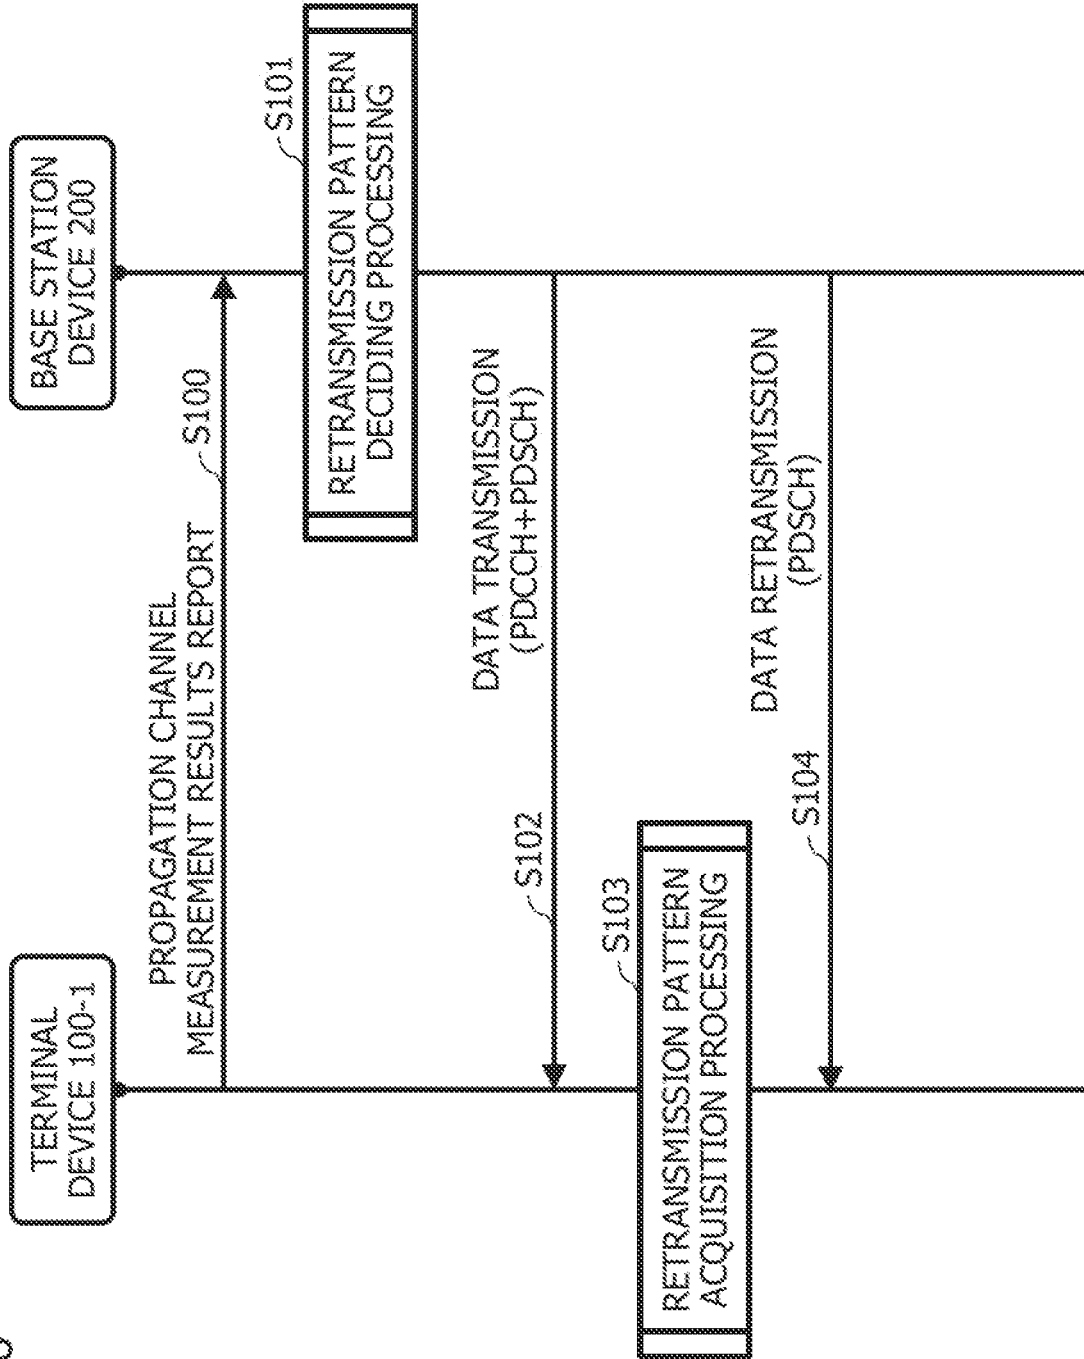 TERMINAL
DEVICE 100-1
BASE STATION
DEVICE 200
PROPAGATION CHANNEL
MEASUREMENT RESULTS REPORT
S100
S101
RETRANSMISSION PATTERN
DECIDING PROCESSING
DATA TRANSMISSION
(PDCCH+PDSCH)
S102
S103
RETRANSMISSION PATTERN
ACQUISITION PROCESSING
DATA RETRANSMISSION
(PDSCH)
S104